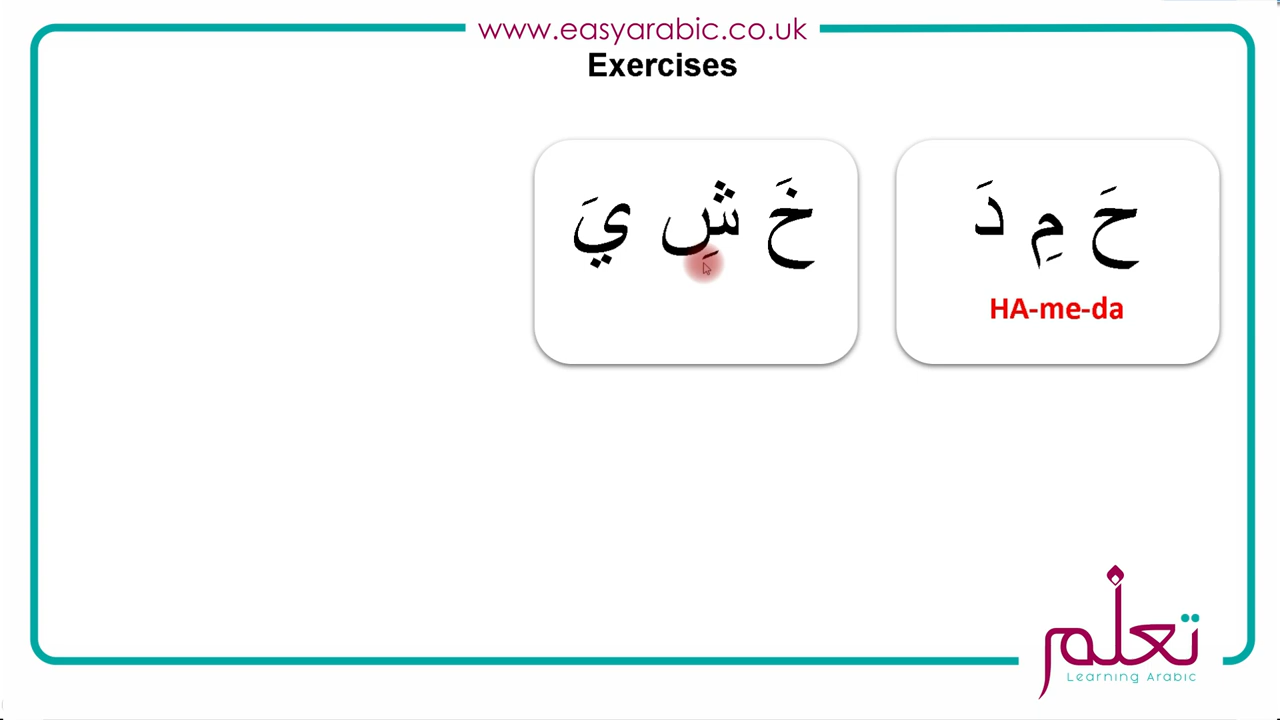 www.easyarabic.co.uk
Exercises
حَ مِ دَ
HA-me-da
خَ شِ يَ
تعلم
Learning Arabic